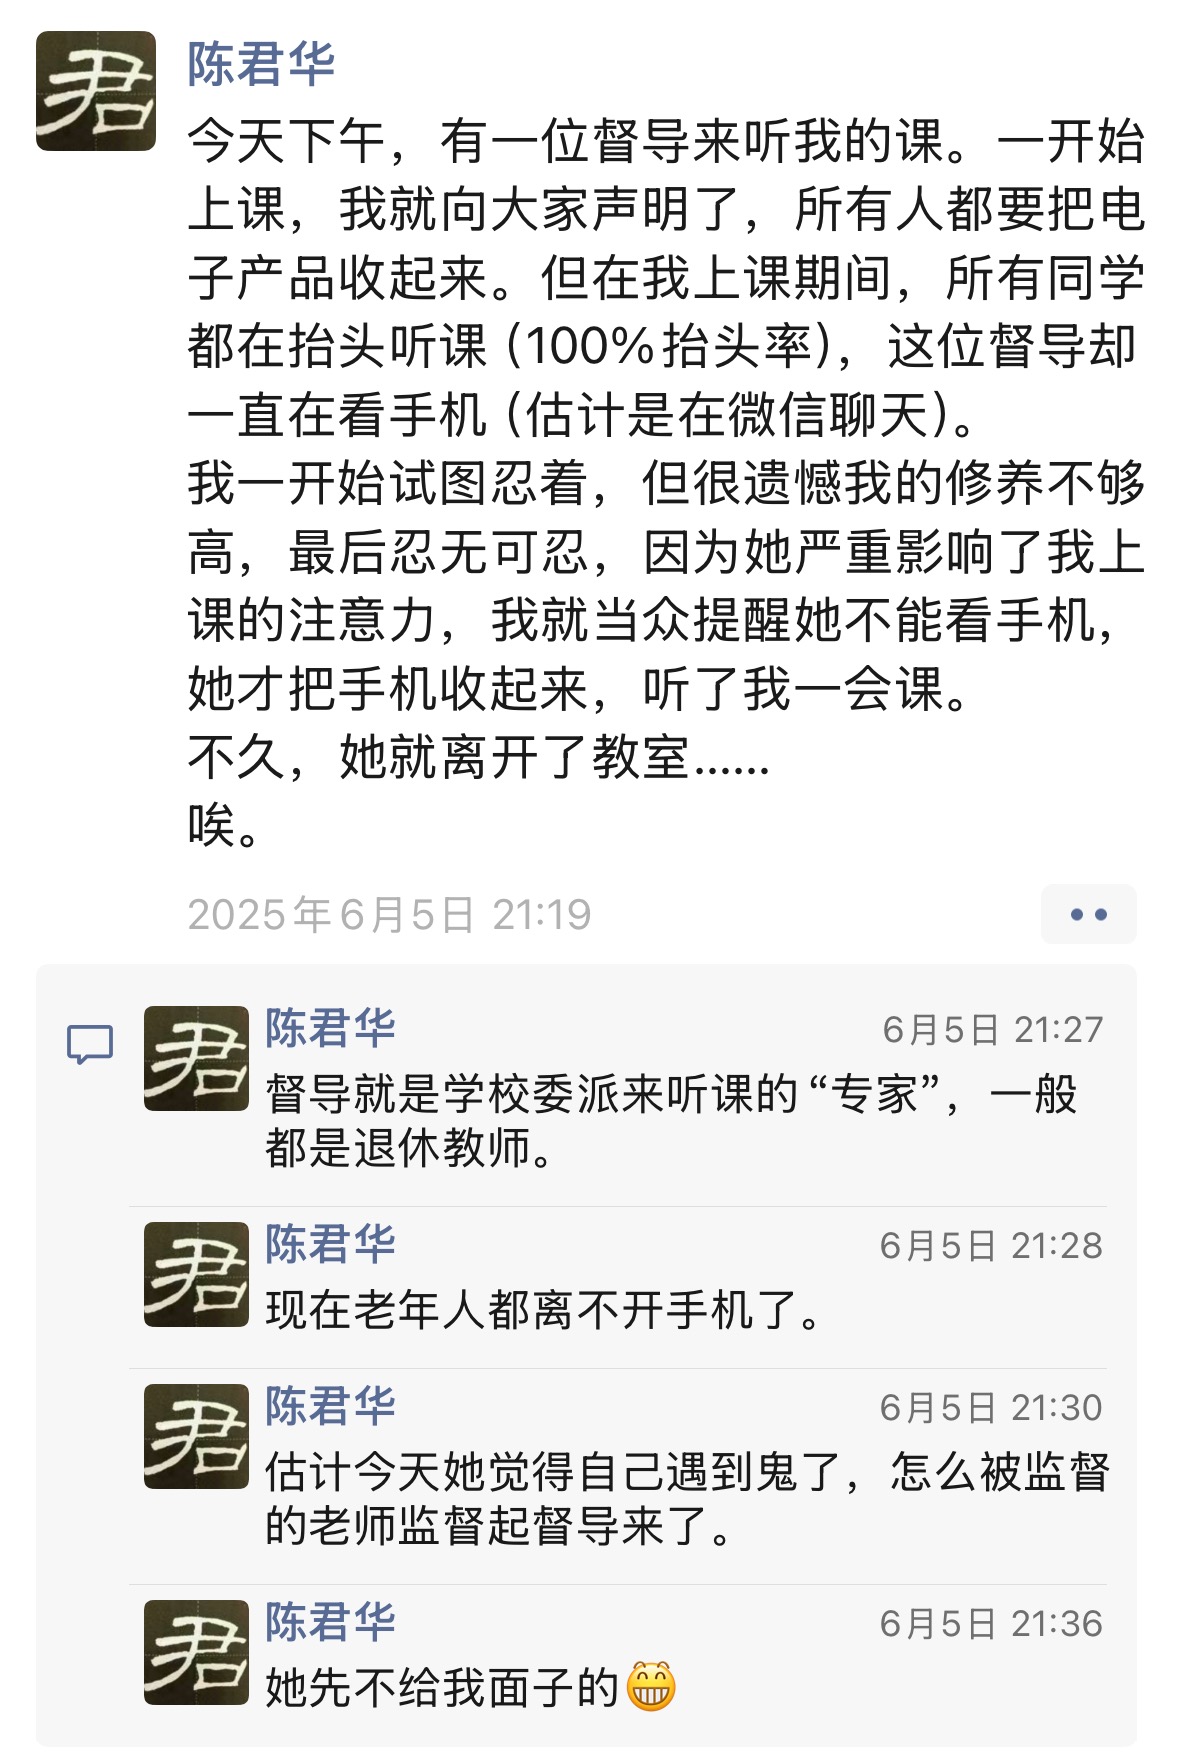 陈君华
今天下午，有一位督导来听我的课。一开始
上课，我就向大家声明了，所有人都要把电
子产品收起来。但在我上课期间，所有同学
都在抬头听课（100%抬头率），这位督导却
一直在看手机（估计是在微信聊天）。
我一开始试图忍着，但很遗憾我的修养不够
高，最后忍无可忍，因为她严重影响了我上
课的注意力，我就当众提醒她不能看手机，
她才把手机收起来，听了我一会课。
不久，她就离开了教室......
唉。
2025年6月5日 21:19
陈君华 6月5日 21:27
督导就是学校委派来听课的“专家”，一般
都是退休教师。
陈君华 6月5日 21:28
现在老年人都离不开手机了。
陈君华 6月5日 21:30
估计今天她觉得自己遇到鬼了，怎么被监督
的老师监督起督导来了。
陈君华 6月5日 21:36
她先不给我面子的😁
君
君
君
君
君